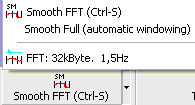 Smooth FFT (Ctrl-S)
Smooth Full (automatic windowing)
FFT: 32kByte. 1,5Hz
Smooth FFT (Ctrl-S)